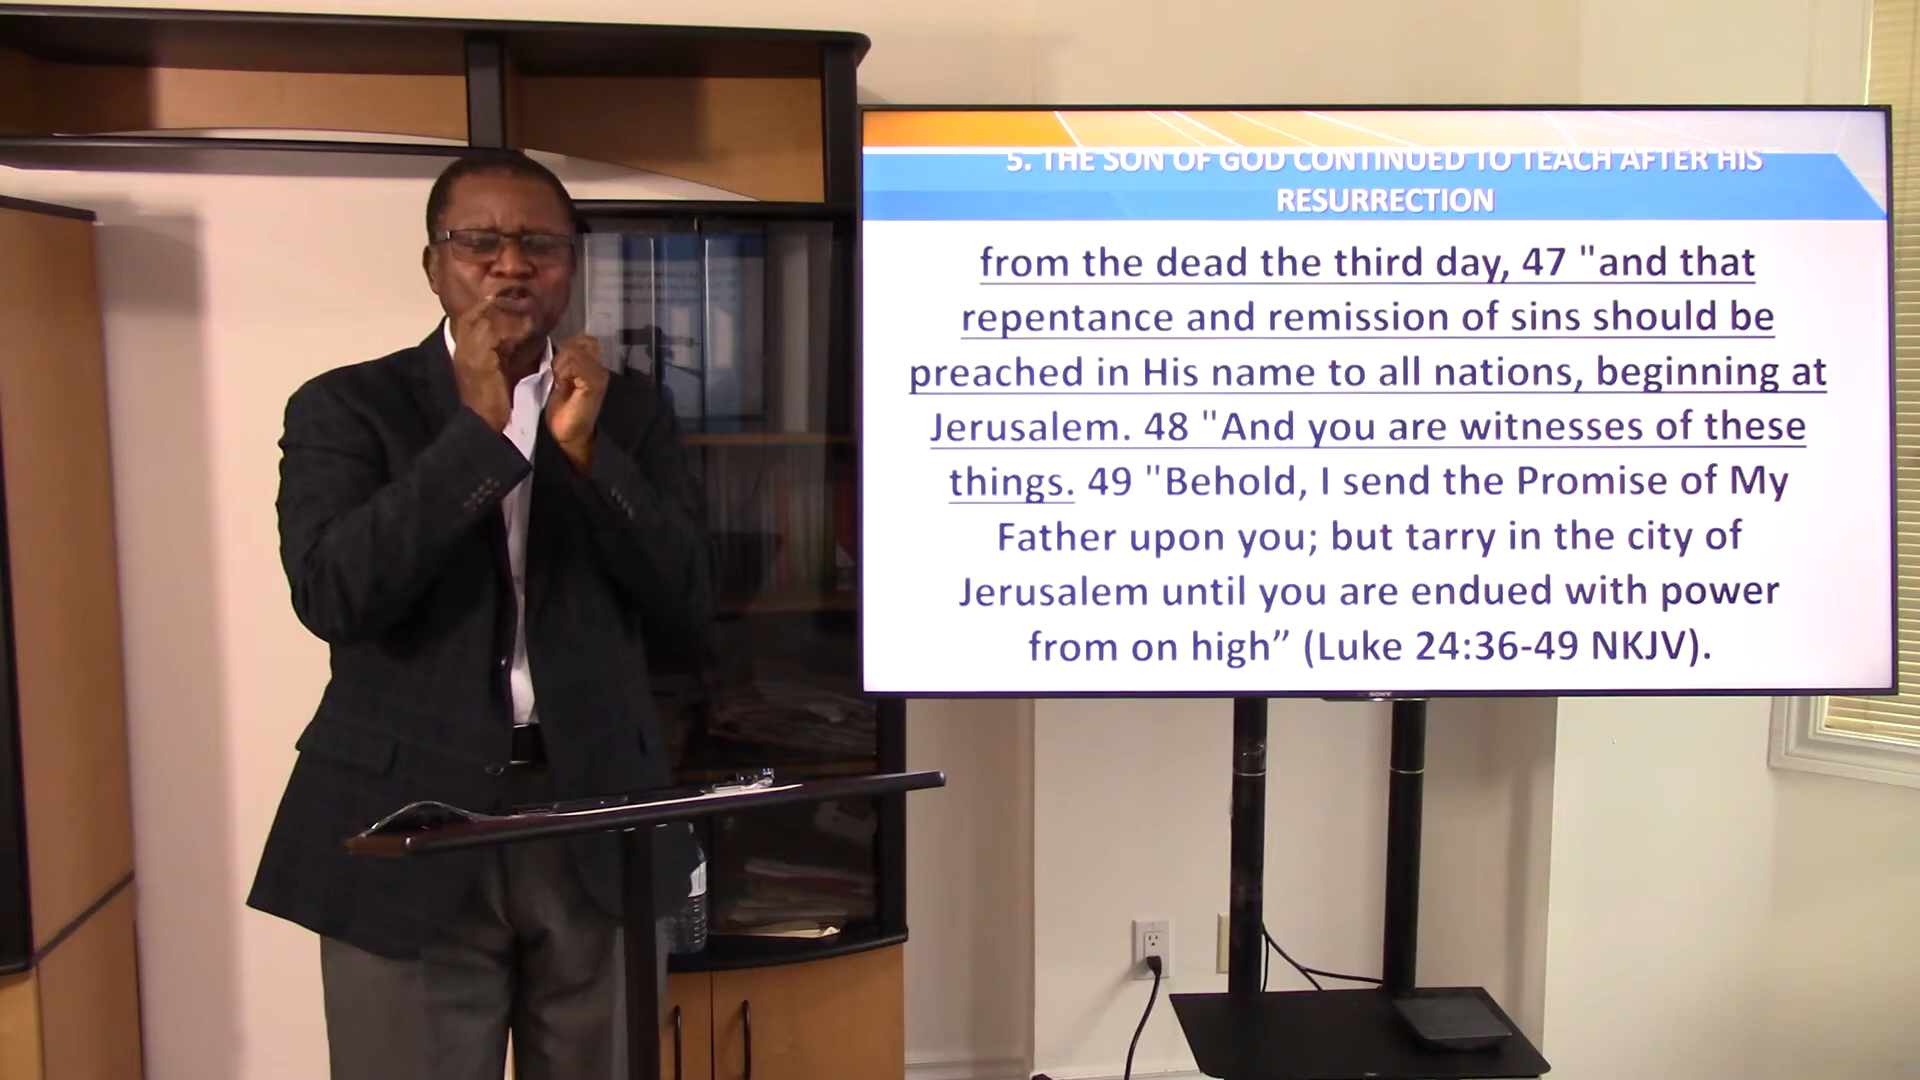 5. THE SON OF GOD CONTINUED TO TEACH AFTER HIS
RESURRECTION
from the dead the third day, 47 "and that
repentance and remission of sins should be
preached in His name to all nations, beginning at
Jerusalem. 48 "And you are witnesses of these
things. 49 "Behold, I send the Promise of My
Father upon you; but tarry in the city of
Jerusalem until you are endued with power
from on high” (Luke 24:36-49 NKJV).
SONY